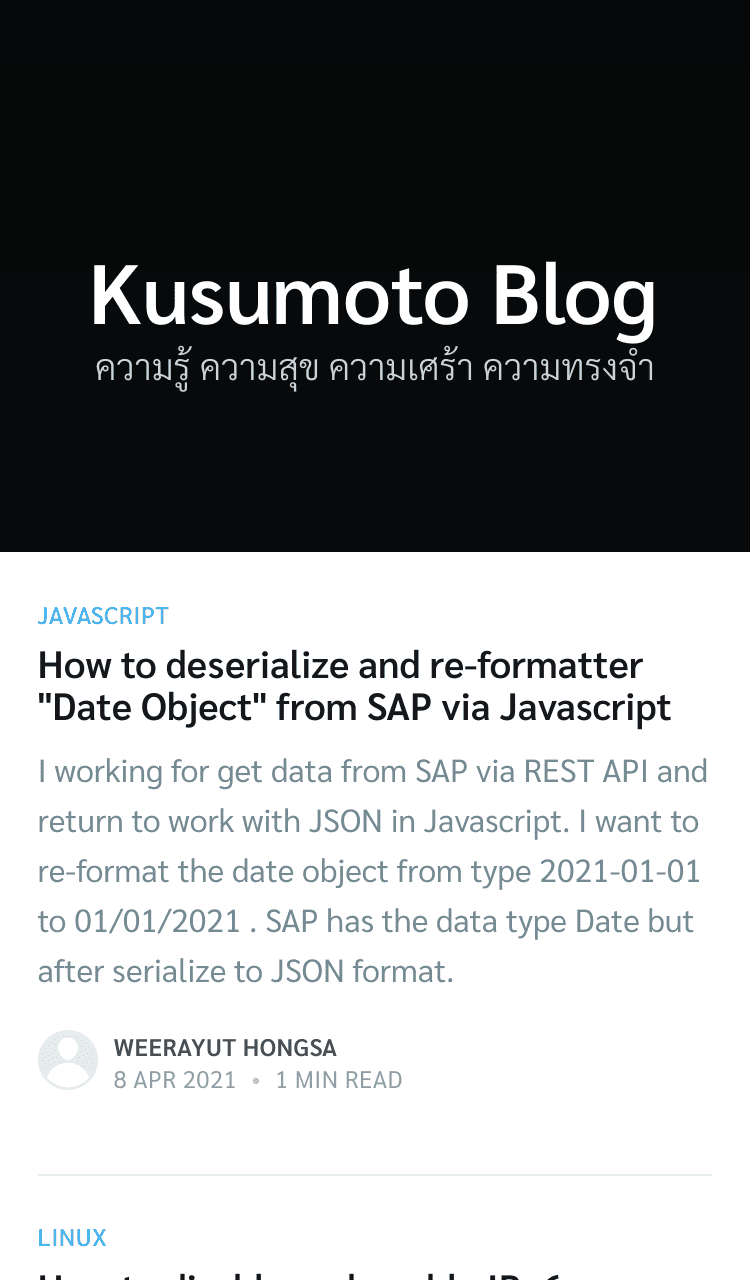 Kusumoto Blog
ความรู้ ความสุข ความเศร้า ความทรงจำ
JAVASCRIPT
How to deserialize and re-formatter
"Date Object" from SAP via Javascript
I working for get data from SAP via REST API and
return to work with JSON in Javascript. I want to
re-format the date object from type 2021-01-01
to 01/01/2021 . SAP has the data type Date but
after serialize to JSON format.
WEERAYUT HONGSA
8 APR 2021 • 1 MIN READ
LINUX